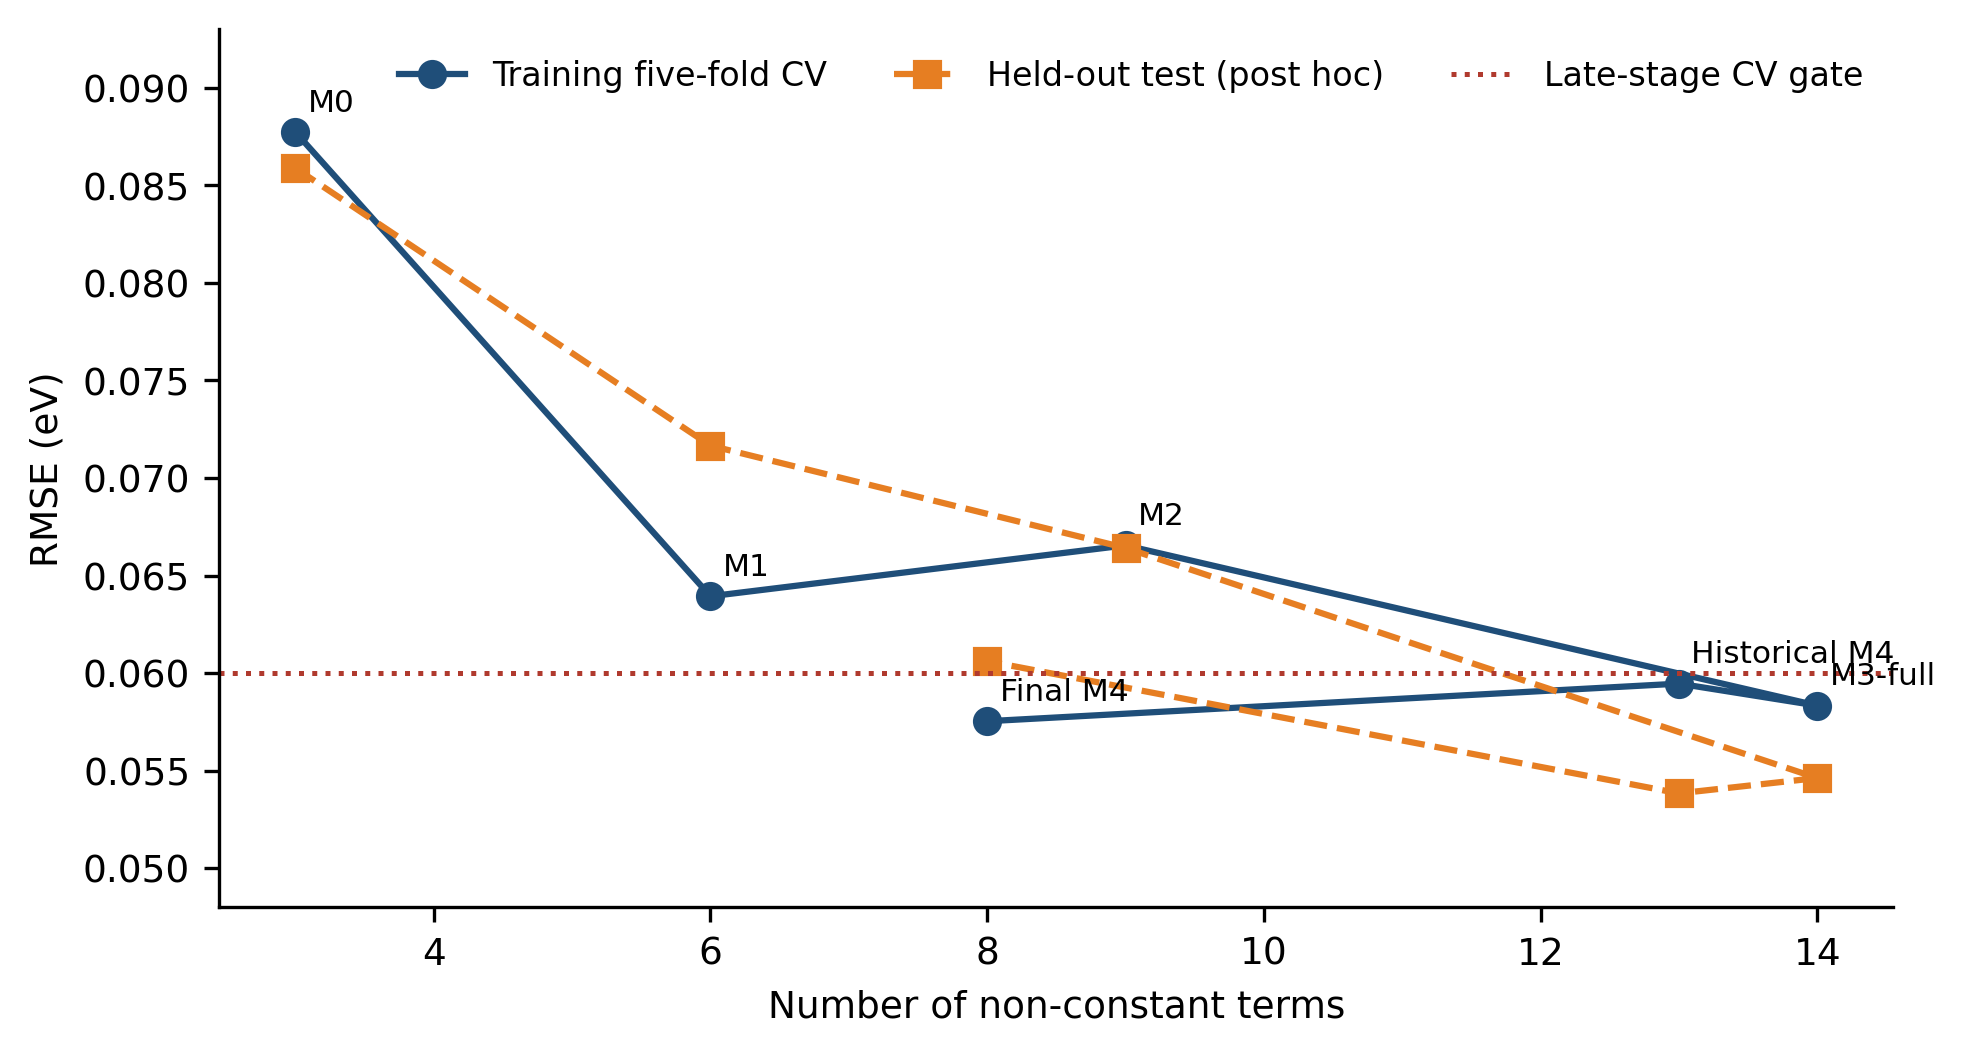 Training five-fold CV
Held-out test (post hoc)
Late-stage CV gate
0.090
0.085
0.080
0.075
0.070
0.065
0.060
0.055
0.050
RMSE (eV)
M0
M1
M2
Historical M4
M3-full
Final M4
4
6
8
10
12
14
Number of non-constant terms